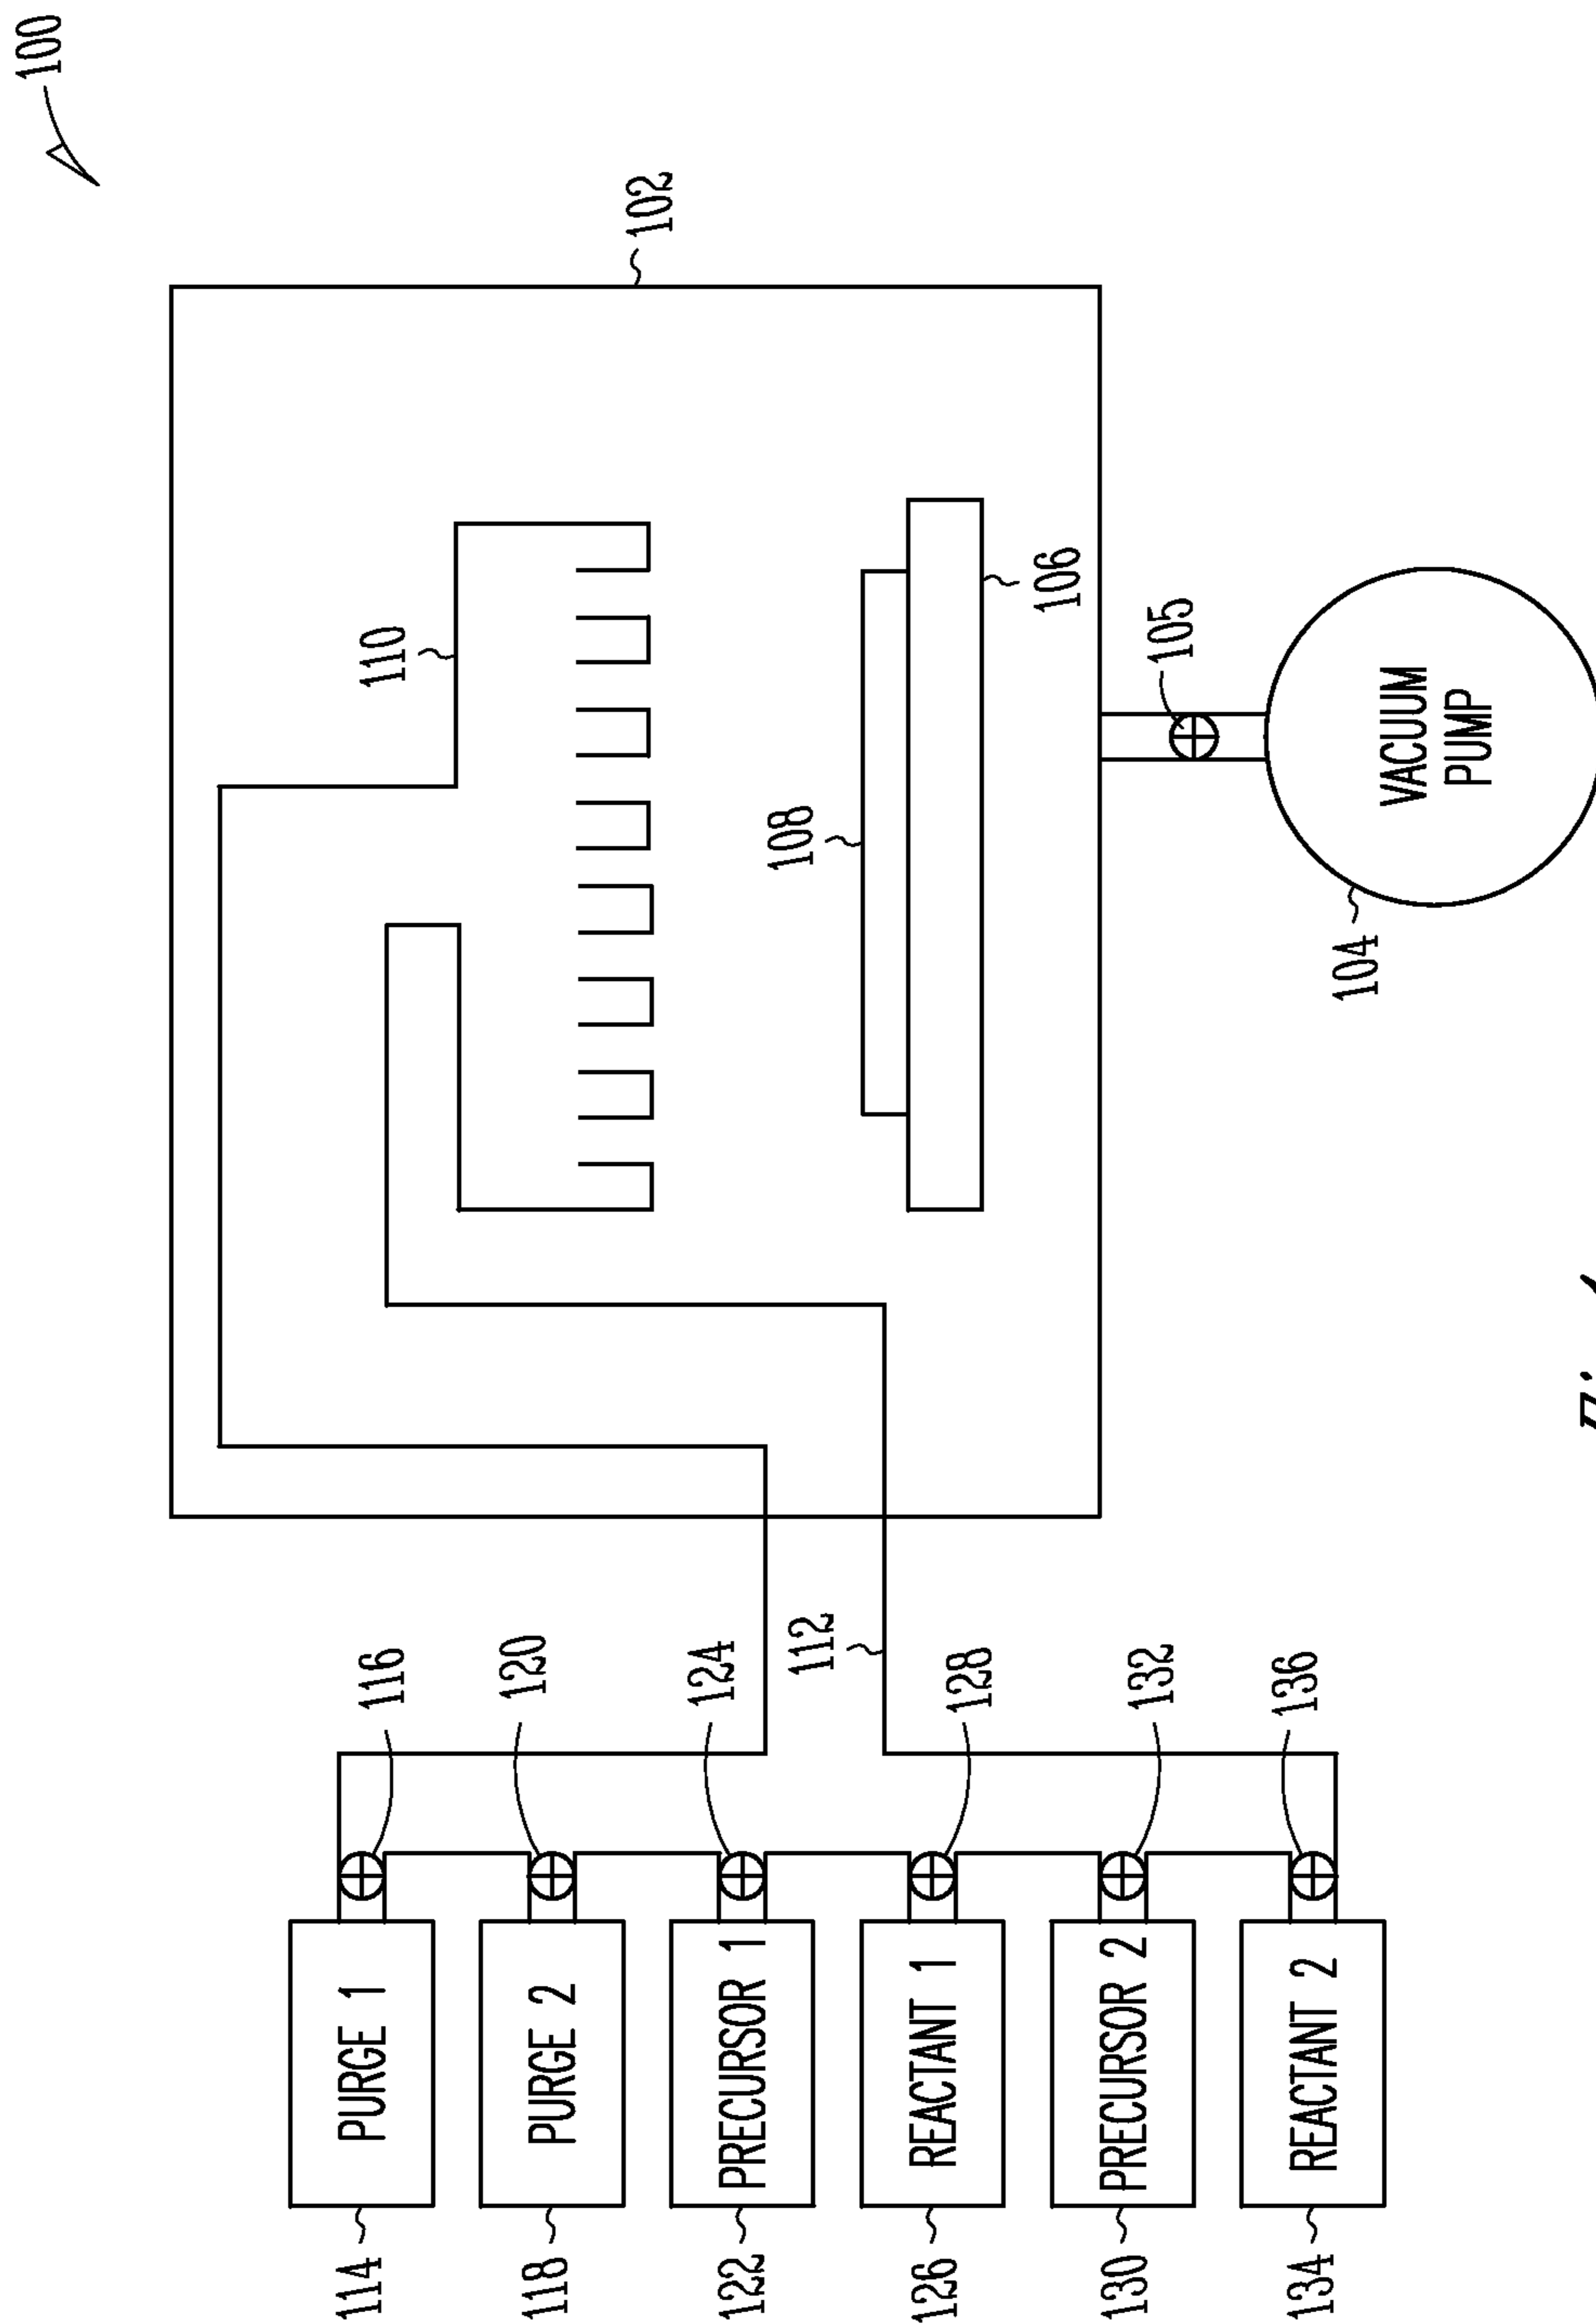 100
102
110
108
106
105
VACUUM
PUMP
104
112
116
120
124
128
132
136
PURGE 1
PURGE 2
PRECURSOR 1
REACTANT 1
PRECURSOR 2
REACTANT 2
114
118
122
126
130
134